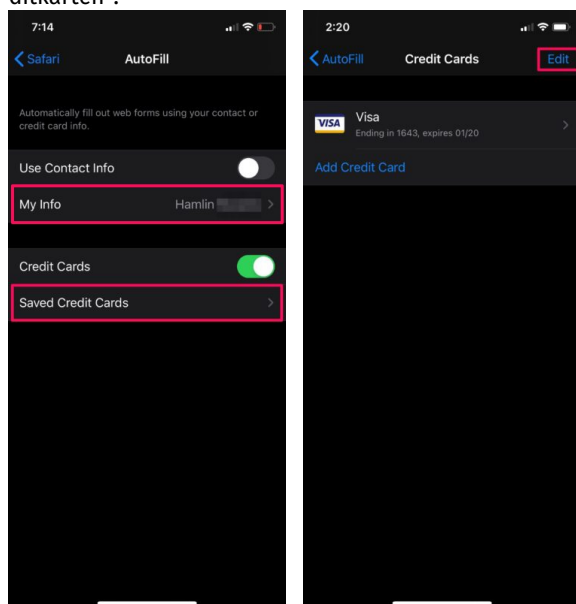 ditkarten“.
7:14
Safari
AutoFill
Automatically fill out web forms using your contact or
credit card info.
Use Contact Info
My Info
Hamlin
Credit Cards
Saved Credit Cards
2:20
AutoFill
Credit Cards
Edit
VISA
Visa
Ending in 1643, expires 01/20
Add Credit Card